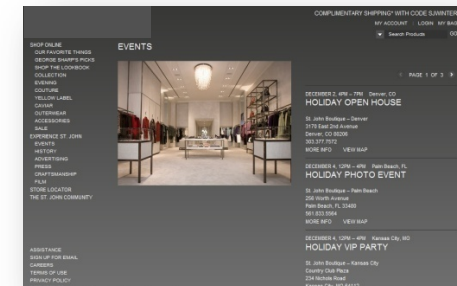 COMPLIMENTARY SHIPPING* WITH CODE SJWINTER
MY ACCOUNT LOGIN MY BAG
Search Products GO
SHOP ONLINE
OUR FAVORITE THINGS
GEORGE SHARP'S PICKS
SHOP THE LOOKBOOK
COLLECTION
EVENING
COUTURE
YELLOW LABEL
CAVIAR
OUTERWEAR
ACCESSORIES
SALE
EXPERIENCE ST. JOHN
EVENTS
HISTORY
ADVERTISING
PRESS
CRAFTSMANSHIP
FILM
STORE LOCATOR
THE ST. JOHN COMMUNITY
ASSISTANCE
SIGN UP FOR EMAIL
CAREERS
TERMS OF USE
PRIVACY POLICY
EVENTS
PAGE 1 OF 3
DECEMBER 2, 4PM – 7PM Denver, CO
HOLIDAY OPEN HOUSE
St. John Boutique – Denver
3179 East 2nd Avenue
Denver, CO 80206
303.377.7572
MORE INFO VIEW MAP
DECEMBER 4, 12PM – 4PM Palm Beach, FL
HOLIDAY PHOTO EVENT
St. John Boutique – Palm Beach
256 Worth Avenue
Palm Beach, FL 33480
561.833.5564
MORE INFO VIEW MAP
DECEMBER 4, 12PM – 4PM Kansas City, MO
HOLIDAY VIP PARTY
St. John Boutique – Kansas City
Country Club Plaza
234 Nichols Road
Kansas City, MO 64112